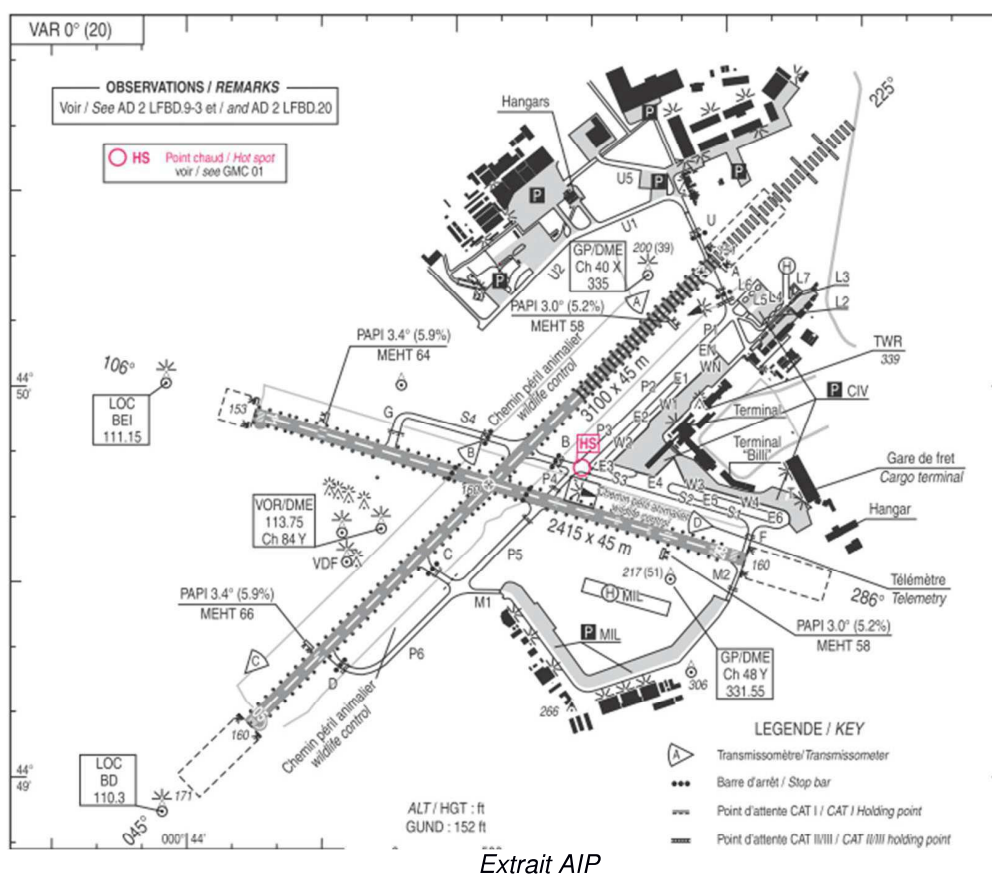 VAR 0° (20)
OBSERVATIONS / REMARKS
Voir / See AD 2 LFBD.9-3 et / and AD 2 LFBD.20
HS Point chaud / Hot spot
voir / see GMC 01
Hangars
225°
P
P
P
P
P
U5
U1
U2
U
A
GP/DME
Ch 40 X
335
200 (39)
A
PAPI 3.0° (5.2%)
MEHT 58
H
L7
L3
L6
L5
L4
L2
P1
EN
WN
TWR
339
PAPI 3.4° (5.9%)
MEHT 64
106°
44°
50'
LOC
BEI
111.15
153
Chemin péril animalier
wildlife control
3100 x 45 m
P2
E1
W1
E2
P3
W2
P CIV
Terminal
Terminal
"Billi"
Gare de fret
Cargo terminal
G
S4
B
B
HS
P4
E3
S3
E4
W3
S2
E5
W4
S1
E6
T
Hangar
160
Chemin péril animalier
wildlife control
D
F
VOR/DME
113.75
Ch 84 Y
VDF
2415 x 45 m
C
P5
160
217 (51)
M2
Télémètre
Telemetry
286°
PAPI 3.4° (5.9%)
MEHT 66
M1
H MIL
P MIL
PAPI 3.0° (5.2%)
MEHT 58
P6
C
D
GP/DME
Ch 48 Y
331.55
306
266
160
Chemin péril animalier
wildlife control
LEGENDE / KEY
A Transmissomètre/Transmissometer
Barre d'arrêt / Stop bar
Point d'attente CAT I / CAT I Holding point
Point d'attente CAT II/III / CAT II/III holding point
44°
49'
LOC
BD
110.3
171
045°
000° 44'
ALT / HGT : ft
GUND : 152 ft
Extrait AIP